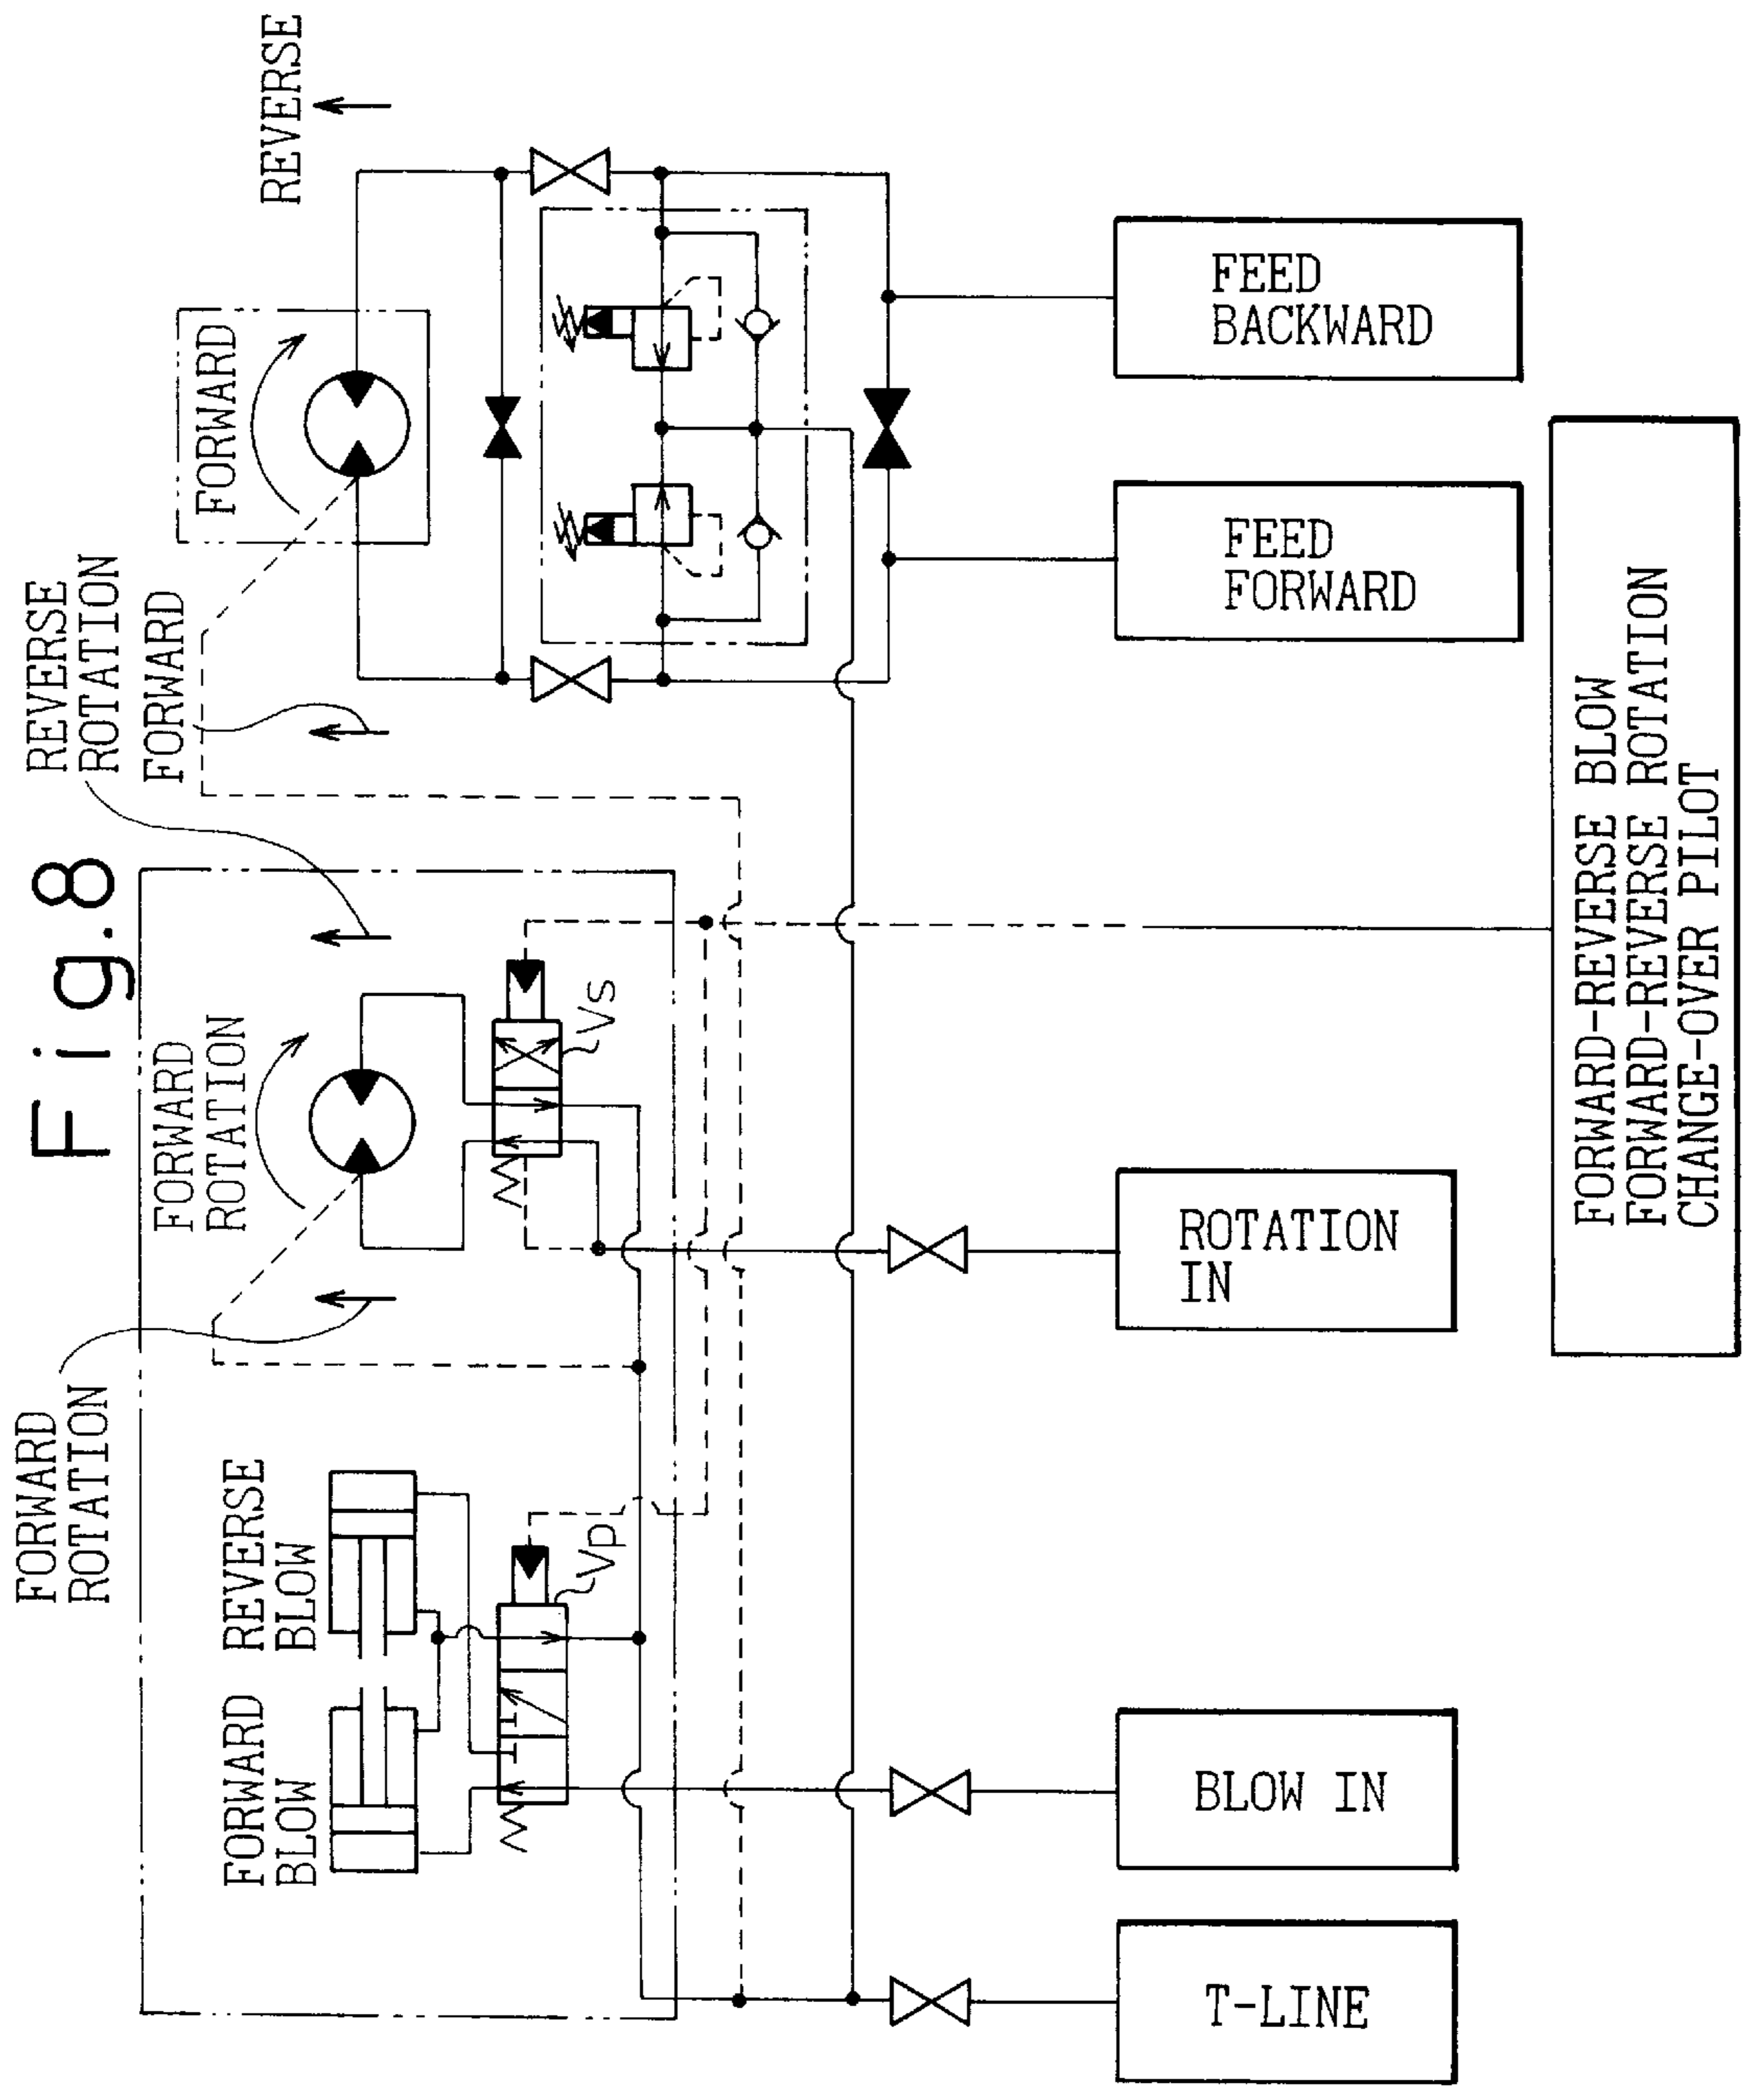 Fig.8
FORWARD
ROTATION
REVERSE
ROTATION
FORWARD
REVERSE
FORWARD
BLOW
REVERSE
BLOW
FORWARD
ROTATION
FORWARD
Vp
Vs
T-LINE
BLOW IN
ROTATION
IN
FEED
FORWARD
FEED
BACKWARD
FORWARD-REVERSE BLOW
FORWARD-REVERSE ROTATION
CHANGE-OVER PILOT